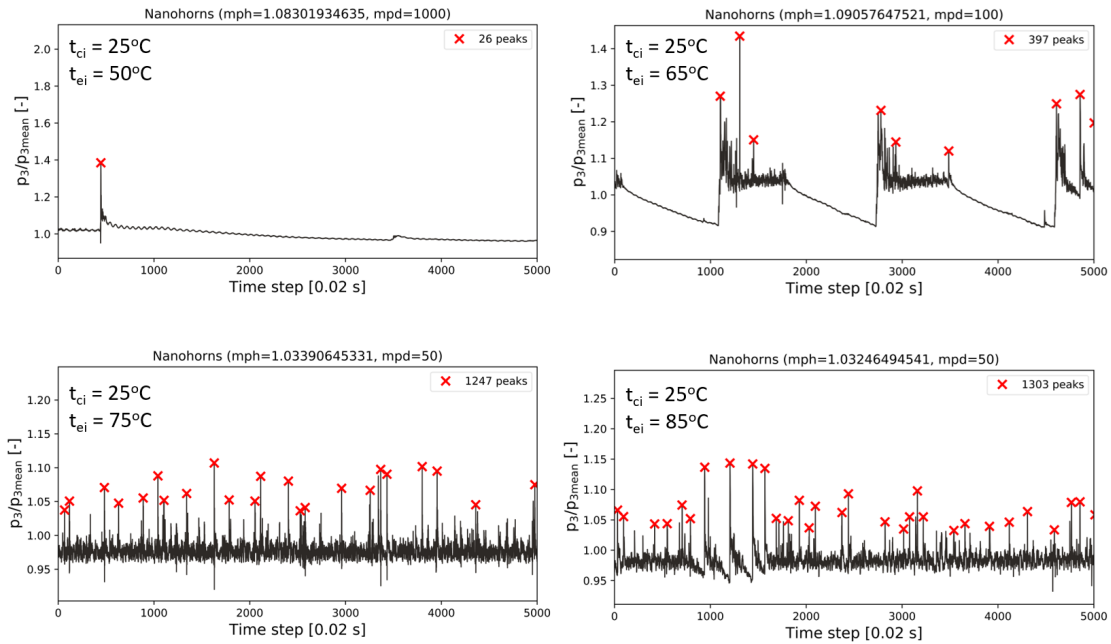 Nanohorns (mph=1.08301934635, mpd=1000)
t_ci = 25°C
t_ei = 50°C
26 peaks
2.0
1.8
1.6
1.4
1.2
1.0
p₃/p₃mean [-]
0
1000
2000
3000
4000
5000
Time step [0.02 s]
Nanohorns (mph=1.09057647521, mpd=100)
t_ci = 25°C
t_ei = 65°C
397 peaks
1.4
1.3
1.2
1.1
1.0
0.9
p₃/p₃mean [-]
0
1000
2000
3000
4000
5000
Time step [0.02 s]
Nanohorns (mph=1.03390645331, mpd=50)
t_ci = 25°C
t_ei = 75°C
1247 peaks
1.20
1.15
1.10
1.05
1.00
0.95
p₃/p₃mean [-]
0
1000
2000
3000
4000
5000
Time step [0.02 s]
Nanohorns (mph=1.03246494541, mpd=50)
t_ci = 25°C
t_ei = 85°C
1303 peaks
1.25
1.20
1.15
1.10
1.05
1.00
0.95
p₃/p₃mean [-]
0
1000
2000
3000
4000
5000
Time step [0.02 s]